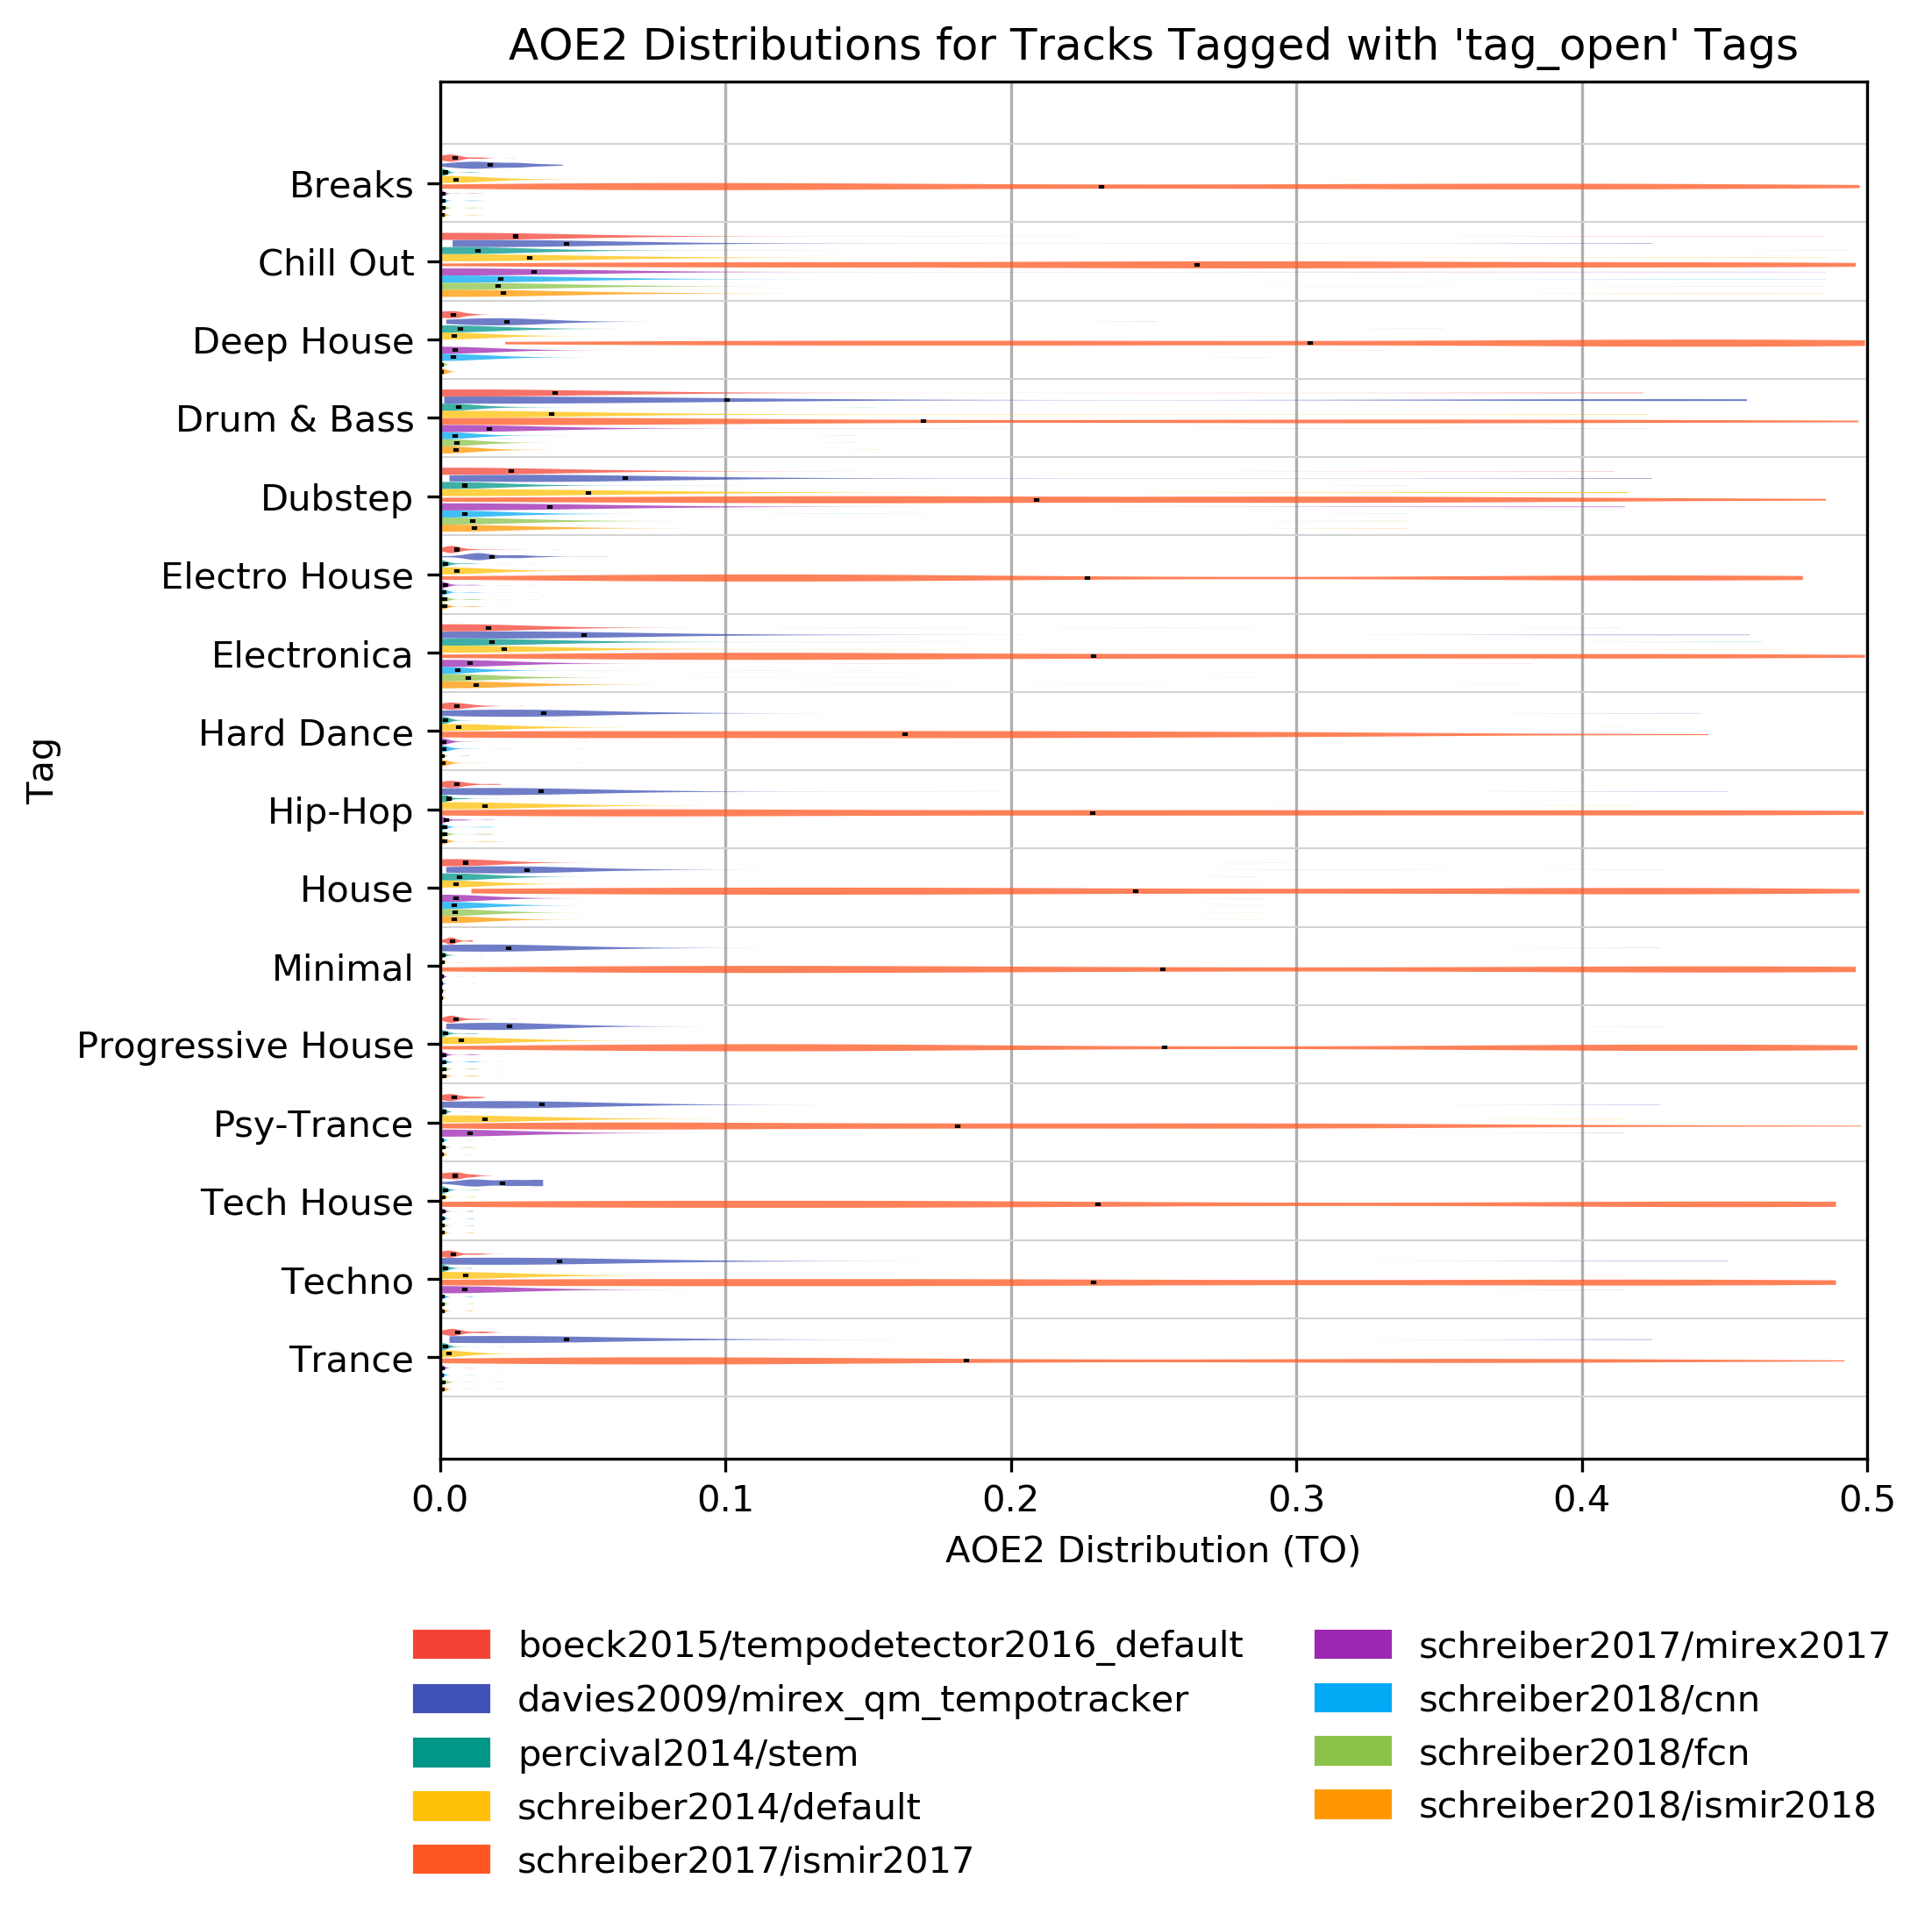 AOE2 Distributions for Tracks Tagged with 'tag_open' Tags
Breaks
Chill Out
Deep House
Drum & Bass
Dubstep
Electro House
Electronica
Hard Dance
Hip-Hop
House
Minimal
Progressive House
Psy-Trance
Tech House
Techno
Trance
Tag
0.0 0.1 0.2 0.3 0.4 0.5
AOE2 Distribution (TO)
boeck2015/tempodetector2016_default
davies2009/mirex_qm_tempotracker
percival2014/stem
schreiber2014/default
schreiber2017/ismir2017
schreiber2017/mirex2017
schreiber2018/cnn
schreiber2018/fcn
schreiber2018/ismir2018